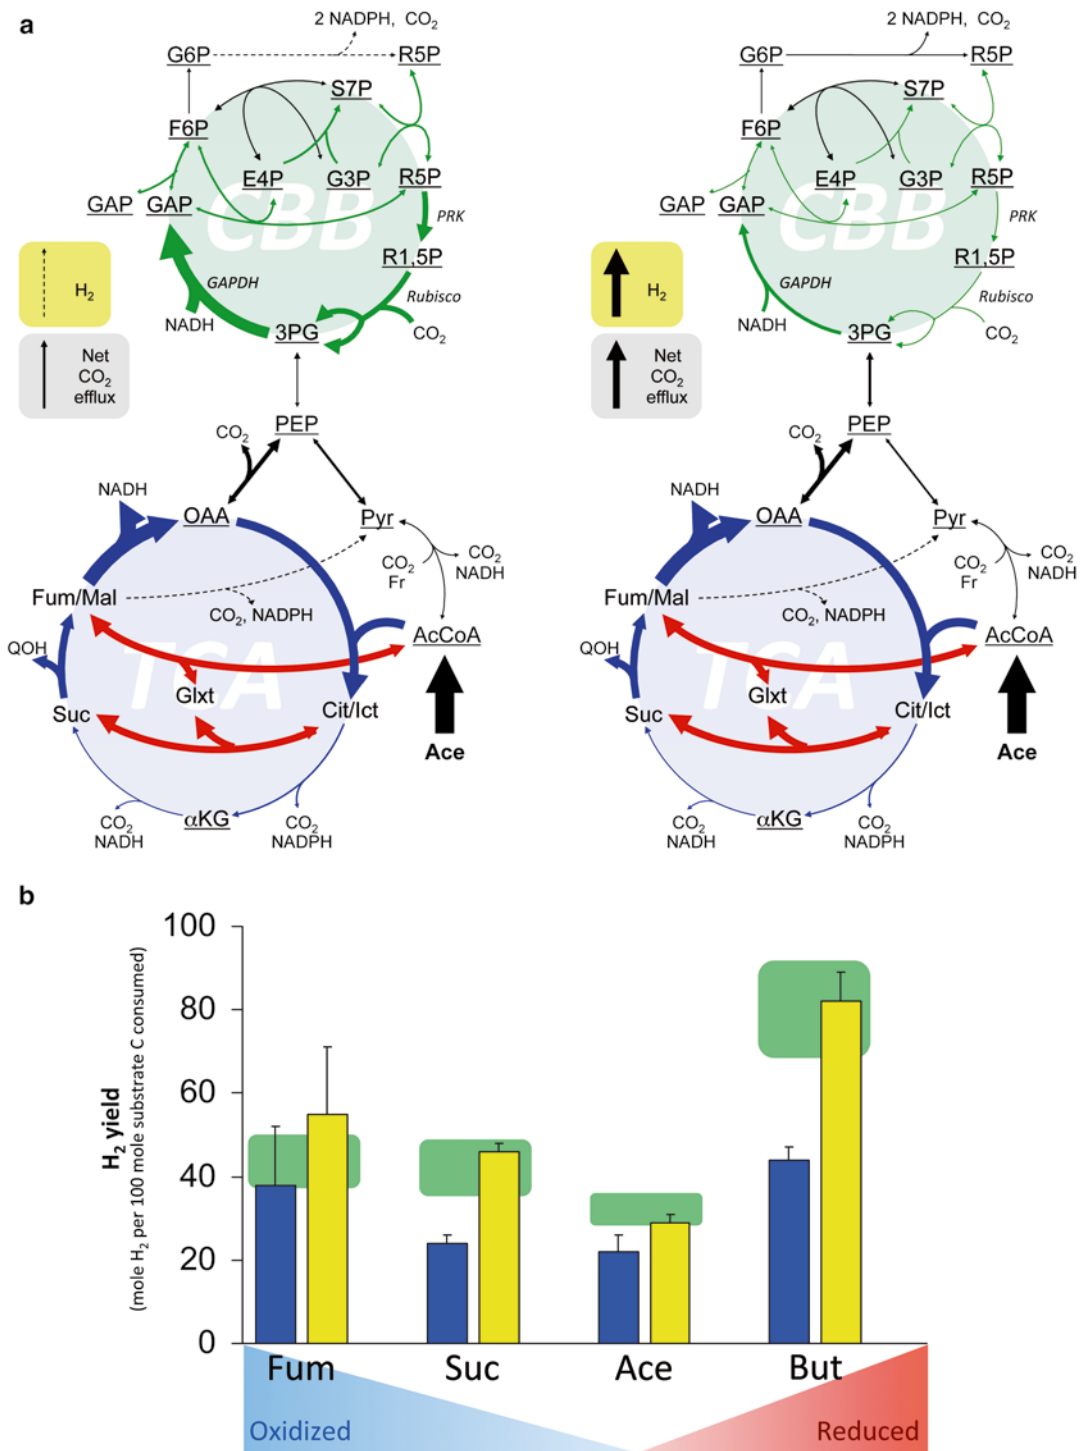 a
2 NADPH, CO2
G6P
R5P
S7P
F6P
E4P
G3P
R5P
GAP
GAP
CBB
PRK
R1,5P
GAPDH
Rubisco
NADH
3PG
CO2
H2
Net
CO2
efflux
PEP
CO2
NADH
OAA
Pyr
CO2
Fr
CO2
NADH
Fum/Mal
CO2, NADPH
QOH
TCA
AcCoA
Glxt
Suc
Cit/Ict
Ace
CO2
NADH
αKG
CO2
NADPH
2 NADPH, CO2
G6P
R5P
S7P
F6P
E4P
G3P
R5P
GAP
GAP
CBB
PRK
R1,5P
GAPDH
Rubisco
NADH
3PG
CO2
H2
Net
CO2
efflux
PEP
CO2
NADH
OAA
Pyr
CO2
Fr
CO2
NADH
Fum/Mal
CO2, NADPH
QOH
TCA
AcCoA
Glxt
Suc
Cit/Ict
Ace
CO2
NADH
αKG
CO2
NADPH
b
H2 yield
(mole H2 per 100 mole substrate C consumed)
100
80
60
40
20
0
Fum Suc Ace But
Oxidized Reduced